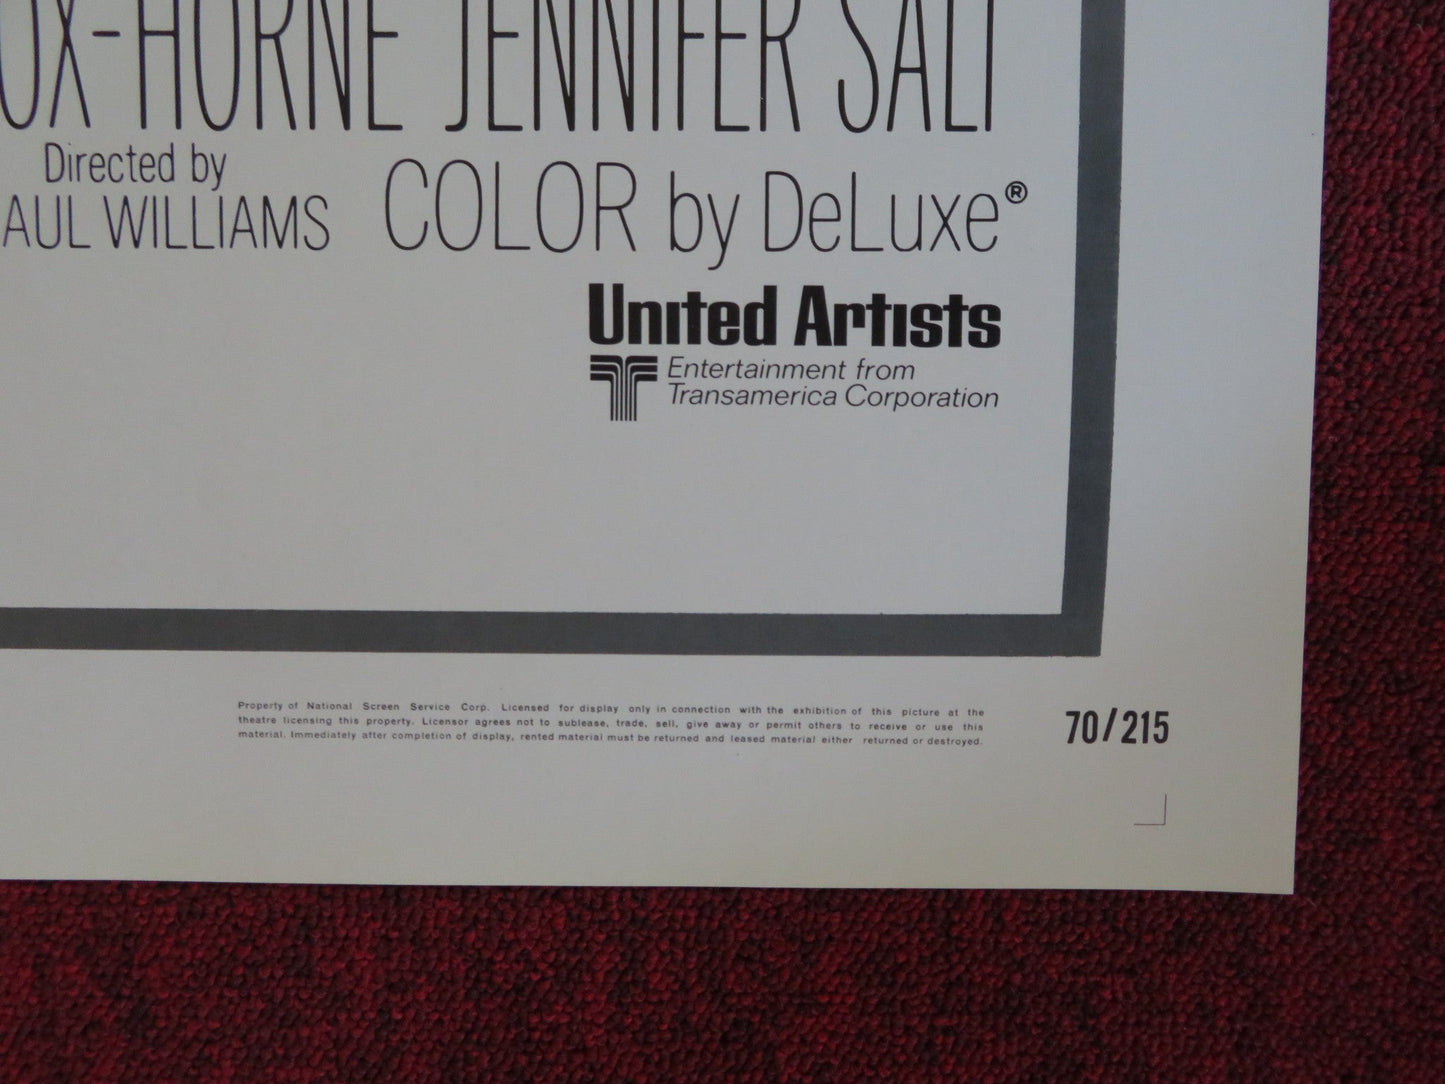 OX-HORNE JENNIFER SALT
Directed by
AUL WILLIAMS
COLOR by DeLuxe®
United Artists
Entertainment from
Transamerica Corporation
Property of National Screen Service Corp. Licensed for display only in connection with the exhibition of this picture at the
theatre licensing this property. Licensor agrees not to sublease, trade, sell, give away or permit others to receive or use this
material. Immediately after completion of display, rented material must be returned and leased material either returned or destroyed.
70/215